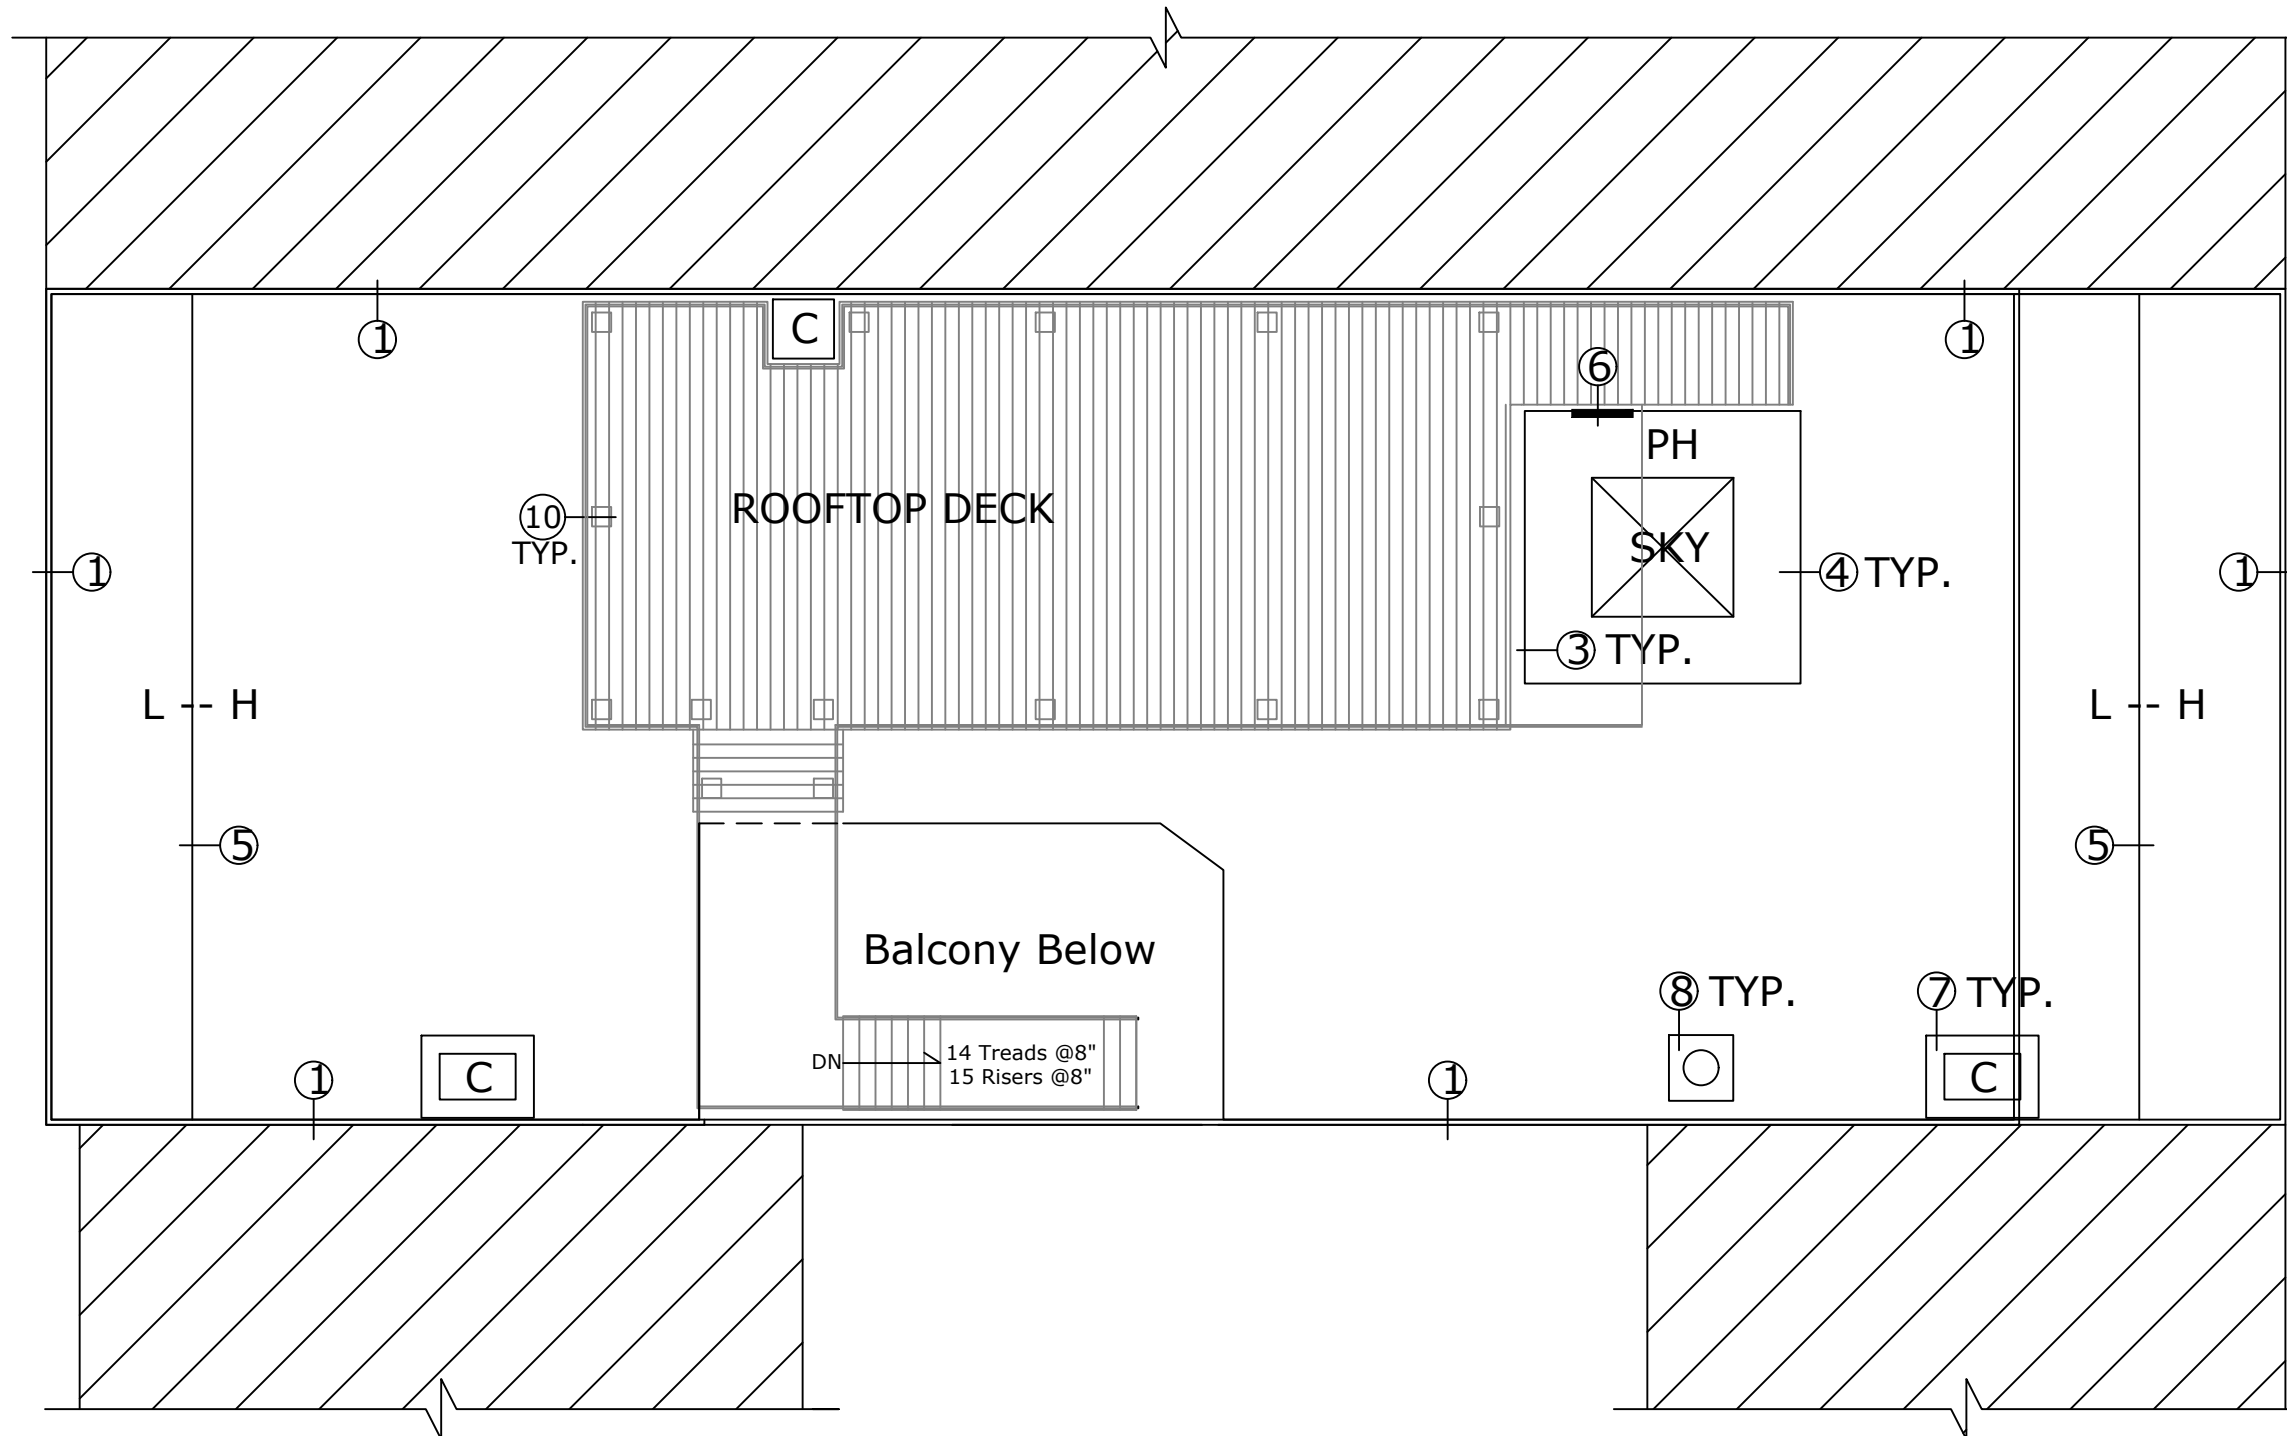 C
1
1
6
PH
ROOFTOP DECK
10
TYP.
SKY
1
4 TYP.
1
3 TYP.
L -- H
L -- H
5
5
Balcony Below
8 TYP.
7 TYP.
DN
14 Treads @8"
15 Risers @8"
1
C
1
C